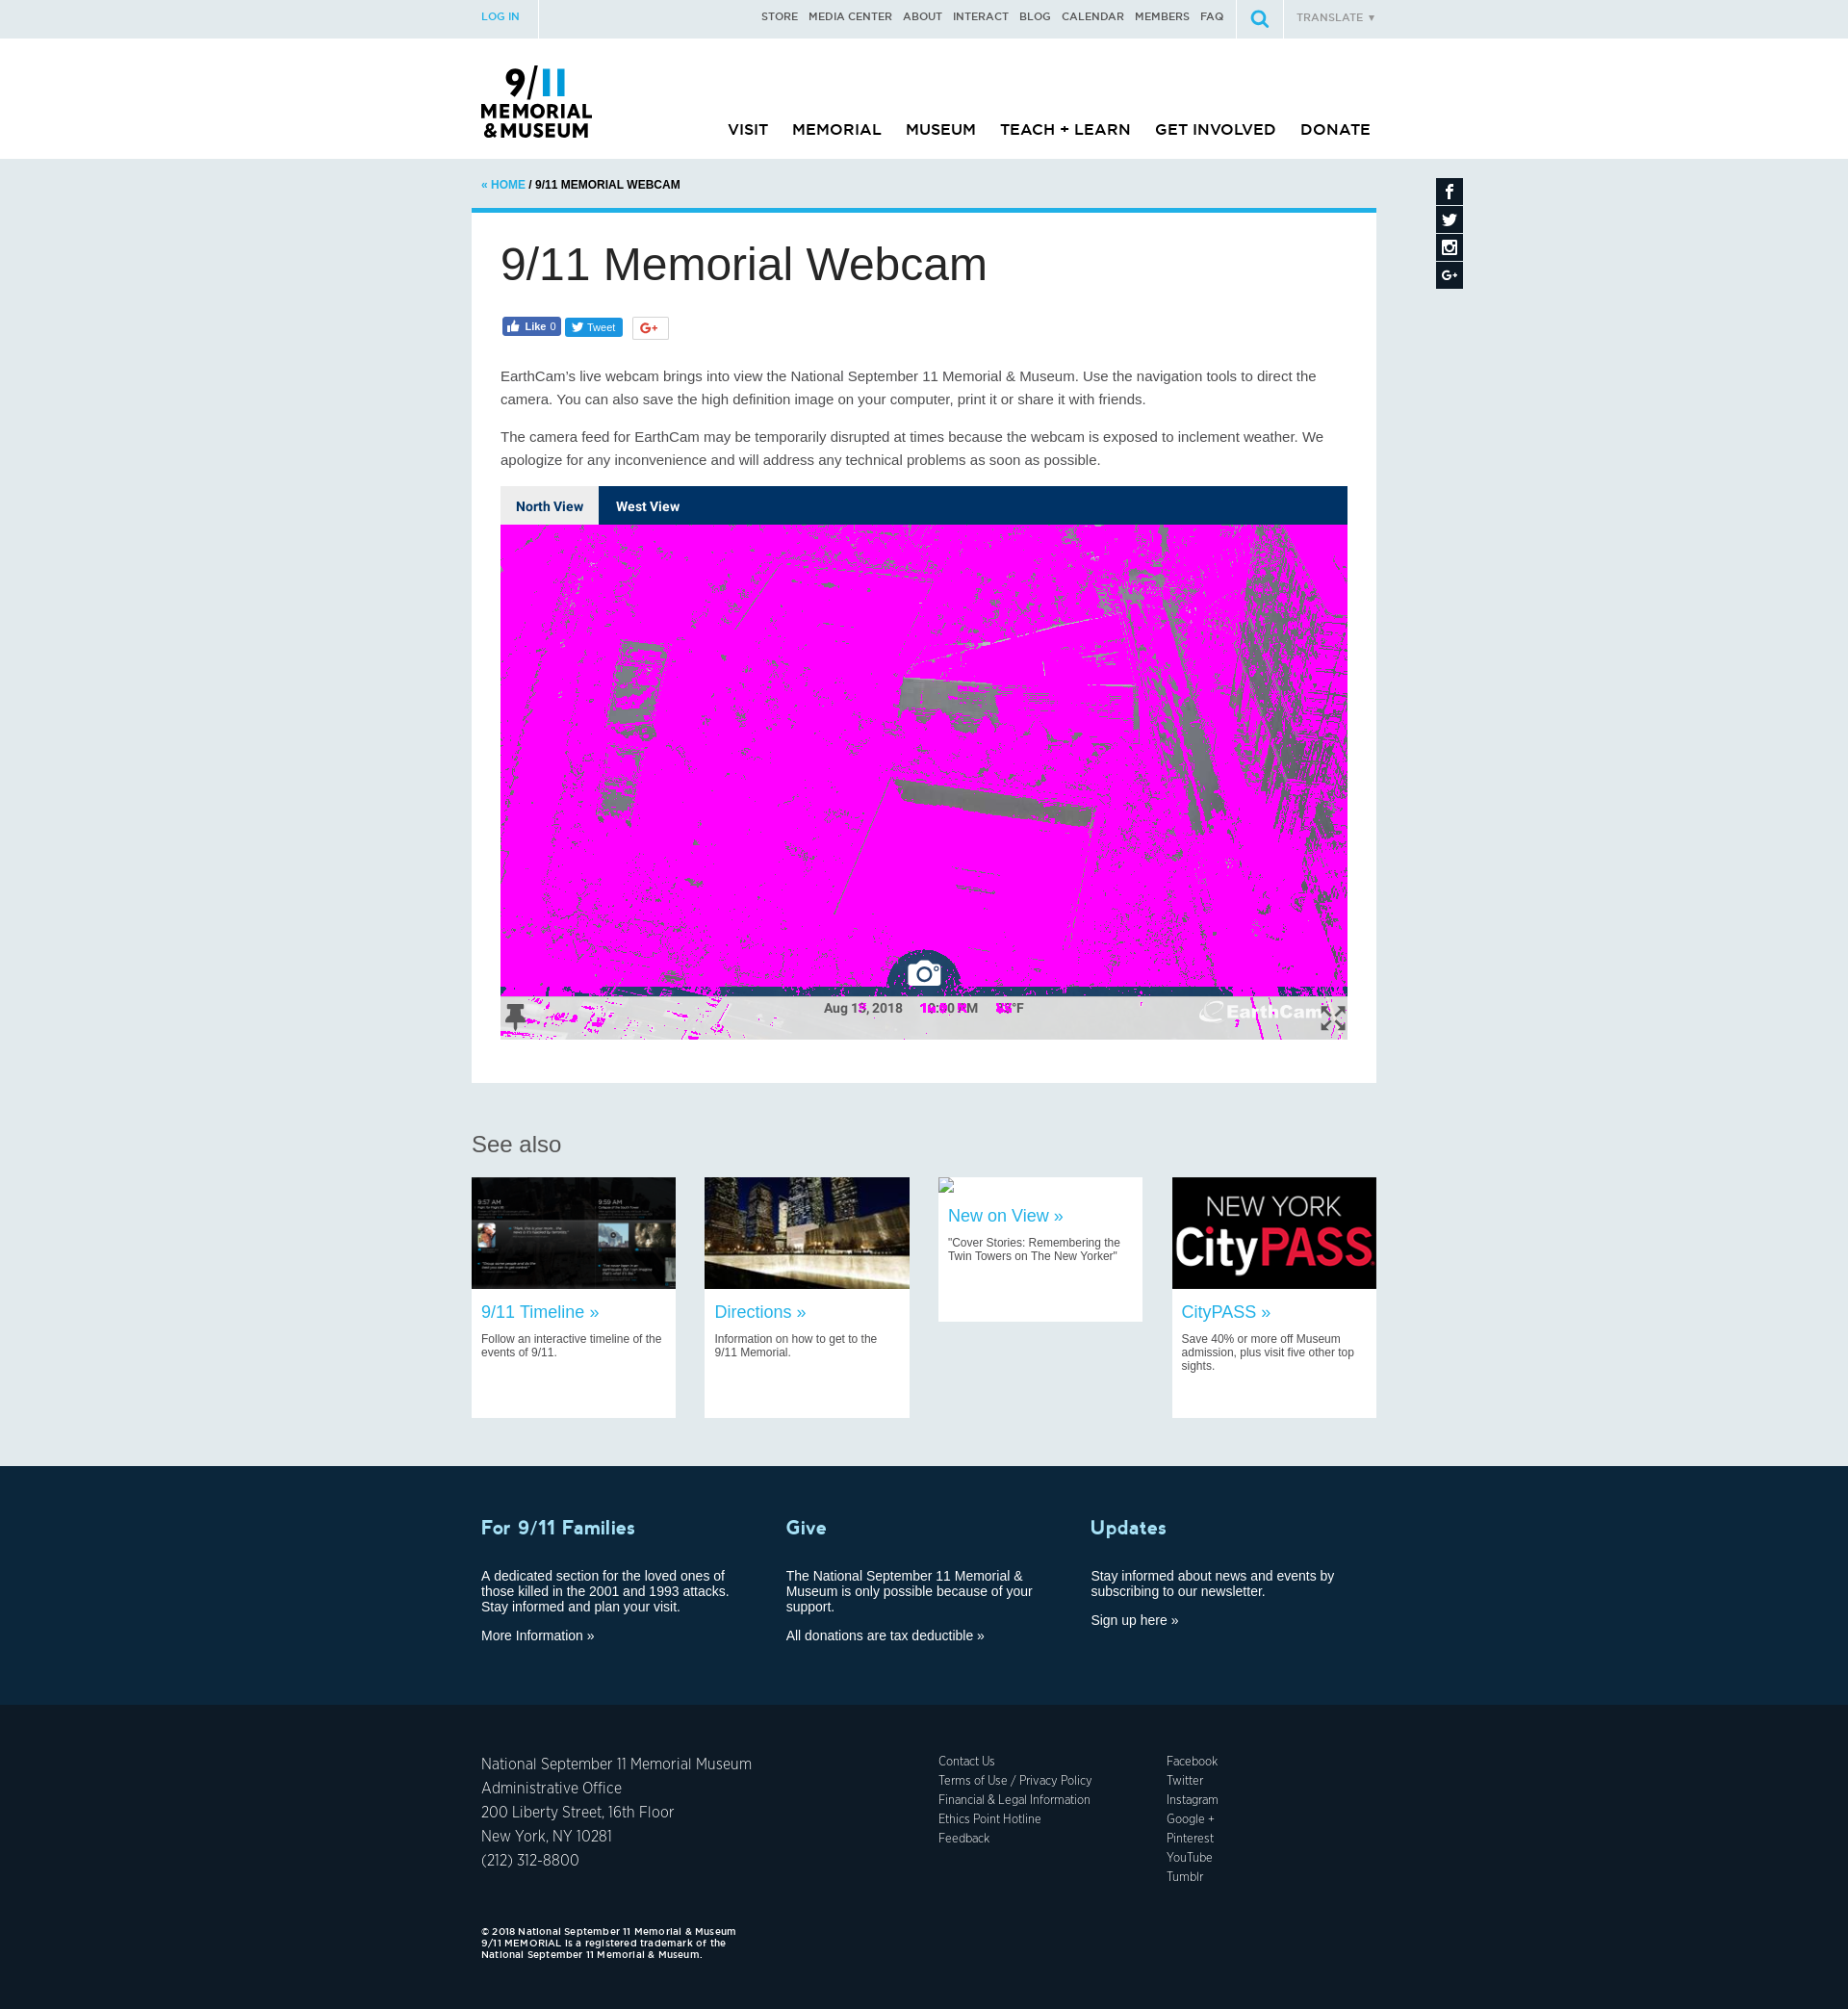 LOG IN
STORE MEDIA CENTER ABOUT INTERACT BLOG CALENDAR MEMBERS FAQ
TRANSLATE ▼
9/11
MEMORIAL
&MUSEUM
VISIT MEMORIAL MUSEUM TEACH + LEARN GET INVOLVED DONATE
« HOME / 9/11 MEMORIAL WEBCAM
9/11 Memorial Webcam
Like 0 Tweet G+
EarthCam's live webcam brings into view the National September 11 Memorial & Museum. Use the navigation tools to direct the
camera. You can also save the high definition image on your computer, print it or share it with friends.
The camera feed for EarthCam may be temporarily disrupted at times because the webcam is exposed to inclement weather. We
apologize for any inconvenience and will address any technical problems as soon as possible.
North View West View
Aug , 2018 °F
EarthCam
See also
9:57 AM 9:59 AM
NEW YORK
CityPASS
9/11 Timeline »
Follow an interactive timeline of the
events of 9/11.
Directions »
Information on how to get to the
9/11 Memorial.
New on View »
"Cover Stories: Remembering the
Twin Towers on The New Yorker"
CityPASS »
Save 40% or more off Museum
admission, plus visit five other top
sights.
For 9/11 Families
A dedicated section for the loved ones of
those killed in the 2001 and 1993 attacks.
Stay informed and plan your visit.
More Information »
Give
The National September 11 Memorial &
Museum is only possible because of your
support.
All donations are tax deductible »
Updates
Stay informed about news and events by
subscribing to our newsletter.
Sign up here »
National September 11 Memorial Museum
Administrative Office
200 Liberty Street, 16th Floor
New York, NY 10281
(212) 312-8800
Contact Us
Terms of Use / Privacy Policy
Financial & Legal Information
Ethics Point Hotline
Feedback
Facebook
Twitter
Instagram
Google +
Pinterest
YouTube
Tumblr
© 2018 National September 11 Memorial & Museum
9/11 MEMORIAL is a registered trademark of the
National September 11 Memorial & Museum.